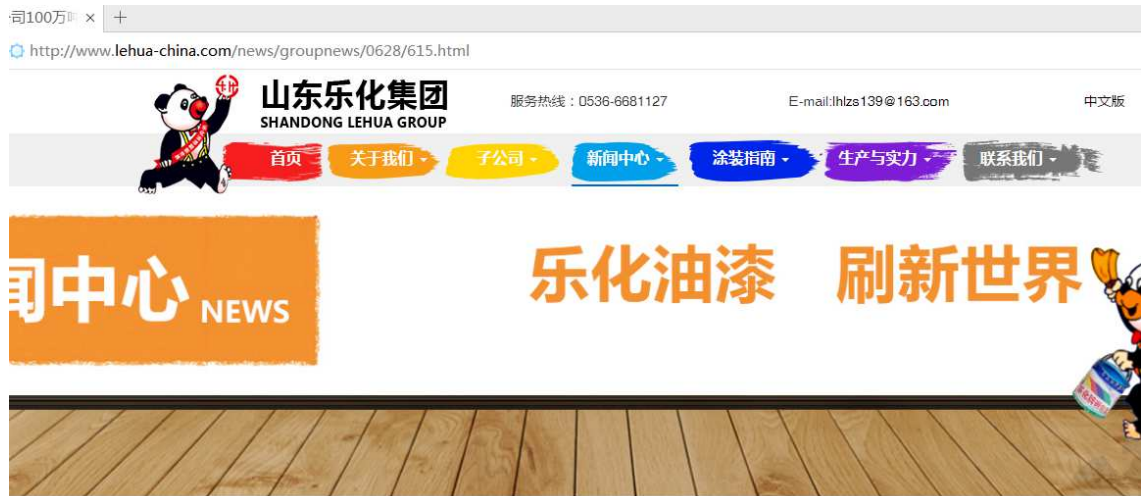 司100万
http://www.lehua-china.com/news/groupnews/0628/615.html
山东乐化集团
SHANDONG LEHUA GROUP
服务热线：0536-6681127
E-mail:lhlzs139@163.com
中文版
首页 关于我们 子公司 新闻中心 涂装指南 生产与实力 联系我们
闻中心 NEWS
乐化油漆 刷新世界